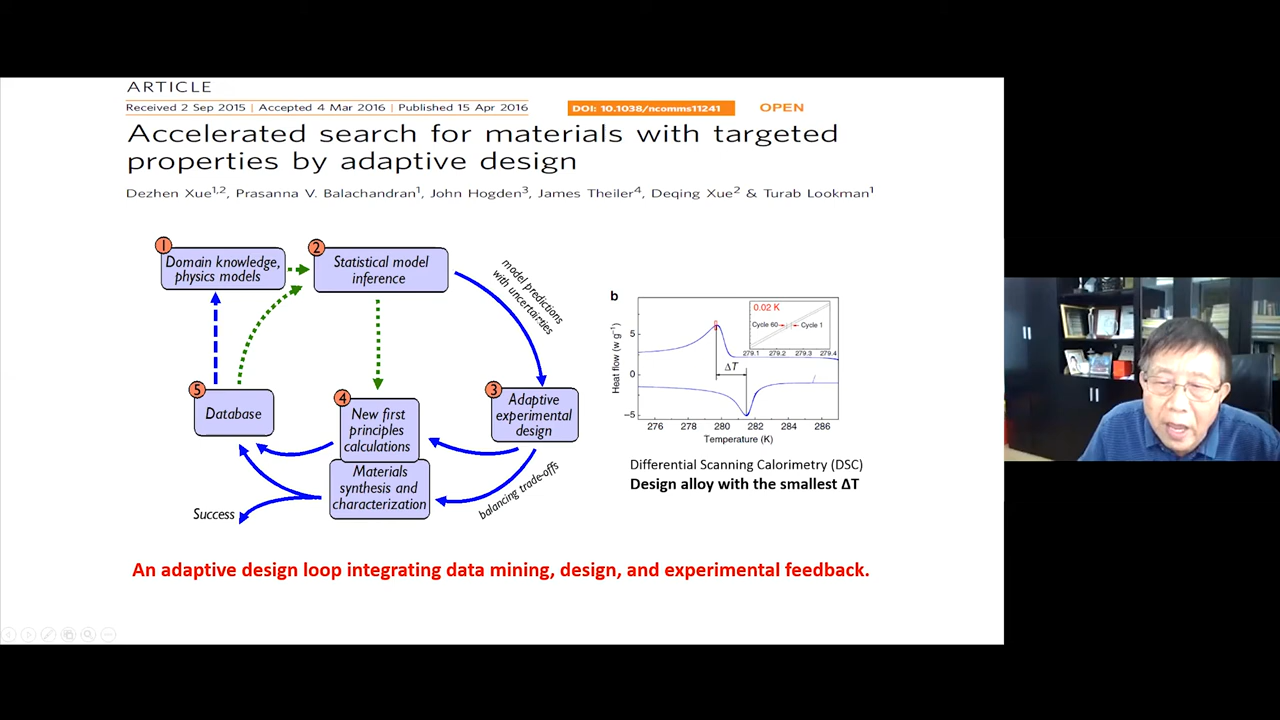 ARTICLE
Received 2 Sep 2015 | Accepted 4 Mar 2016 | Published 15 Apr 2016
DOI: 10.1038/ncomms11241
OPEN
Accelerated search for materials with targeted
properties by adaptive design
Dezhen Xue1,2, Prasanna V. Balachandran1, John Hogden3, James Theiler4, Deqing Xue2 & Turab Lookman1
1
Domain knowledge,
physics models
2
Statistical model
inference
model predictions
with uncertainties
3
Adaptive
experimental
design
4
New first
principles
calculations
Materials
synthesis and
characterization
5
Database
balancing trade-offs
Success
b
Heat flow (w g⁻¹)
5
0
−5
0.02 K
Cycle 60
Cycle 1
279.1 279.2 279.3 279.4
ΔT
276 278 280 282 284 286
Temperature (K)
Differential Scanning Calorimetry (DSC)
Design alloy with the smallest ΔT
An adaptive design loop integrating data mining, design, and experimental feedback.